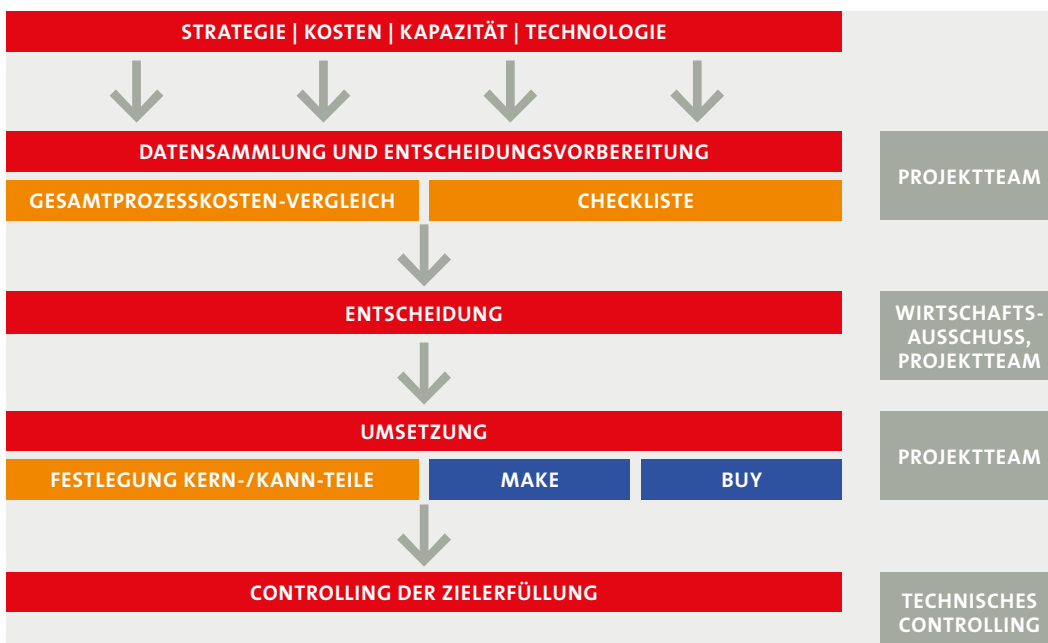 STRATEGIE | KOSTEN | KAPAZITÄT | TECHNOLOGIE
DATENSAMMLUNG UND ENTSCHEIDUNGSVORBEREITUNG
GESAMTPROZESSKOSTEN-VERGLEICH
CHECKLISTE
PROJEKTTEAM
ENTSCHEIDUNG
WIRTSCHAFTS-
AUSSCHUSS,
PROJEKTTEAM
UMSETZUNG
FESTLEGUNG KERN-/KANN-TEILE
MAKE
BUY
PROJEKTTEAM
CONTROLLING DER ZIELERFÜLLUNG
TECHNISCHES
CONTROLLING